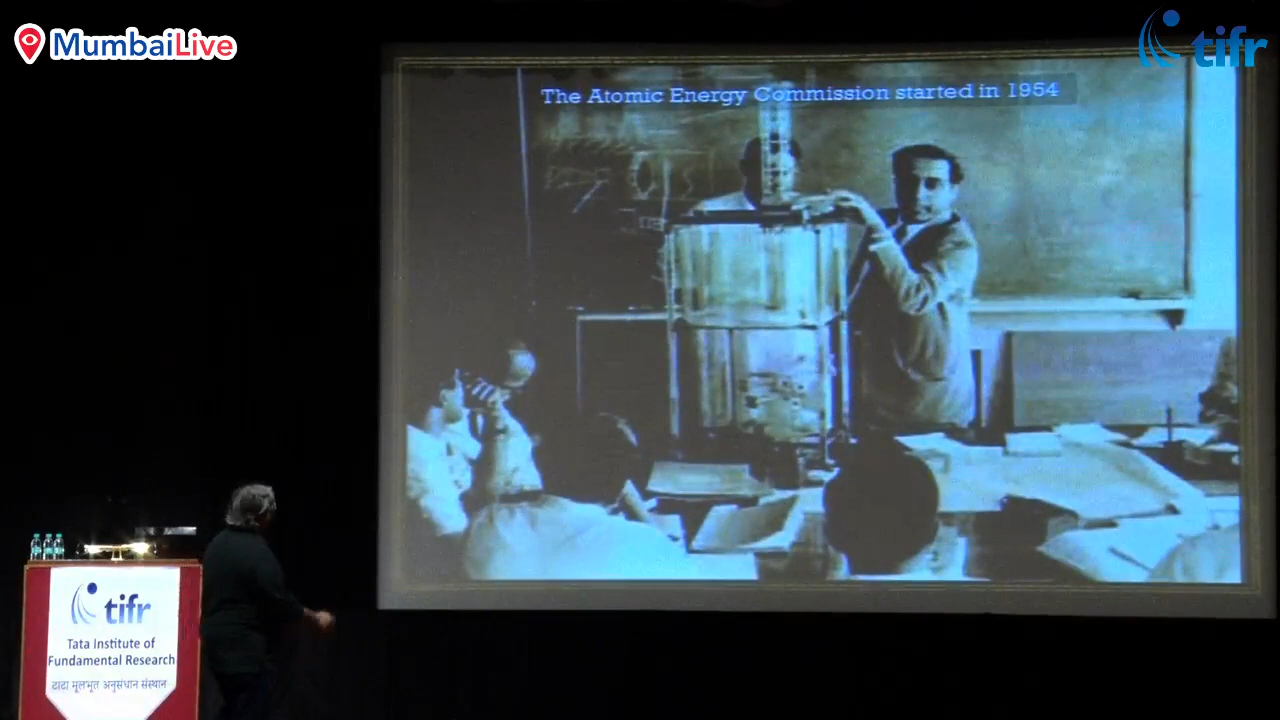 MumbaiLive
tifr
The Atomic Energy Commission started in 1954
tifr
Tata Institute of
Fundamental Research
टाटा मूलभूत अनुसंधान संस्थान